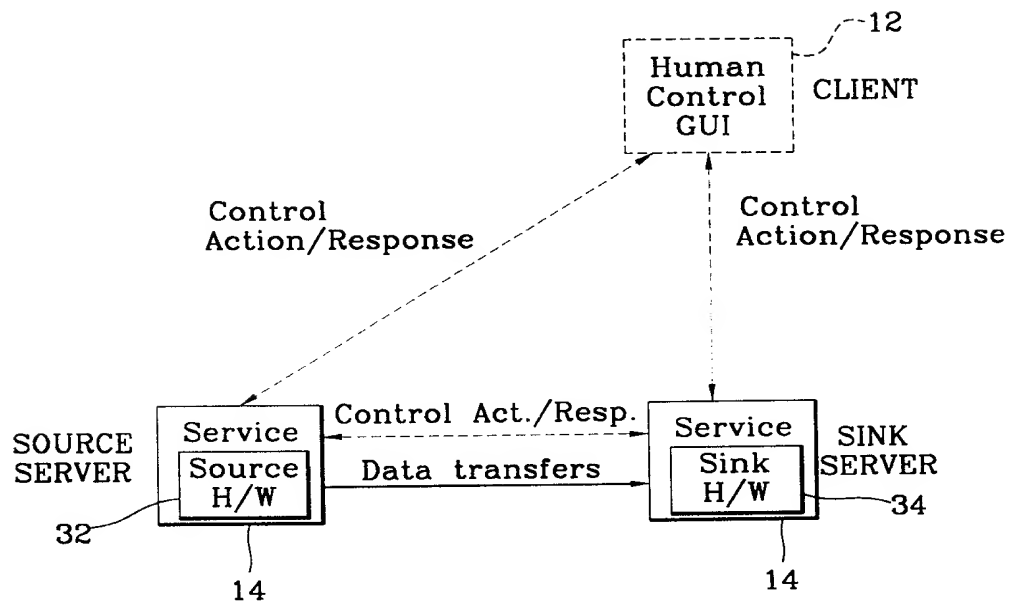 12
Human
Control
GUI
CLIENT
Control
Action/Response
Control
Action/Response
SOURCE
SERVER
Service
Source
H/W
Control Act./Resp.
Data transfers
Service
Sink
H/W
SINK
SERVER
32
34
14
14